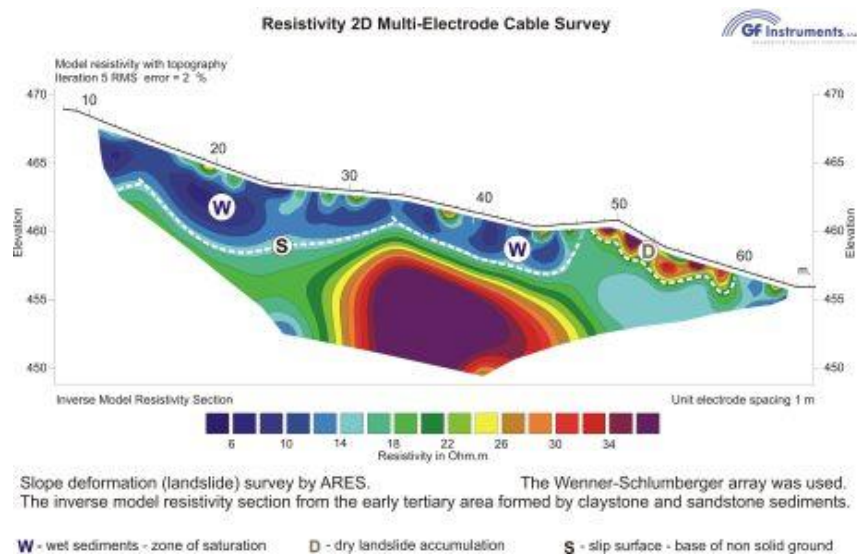 Resistivity 2D Multi-Electrode Cable Survey
GF Instruments
Model resistivity with topography
Iteration 5 RMS error = 2 %
470
10
470
465
20
465
30
W
40
50
460
S
W
D
460
60
m.
Elevation
Elevation
455
455
450
450
Inverse Model Resistivity Section
Unit electrode spacing 1 m
6 10 14 18 22 26 30 34
Resistivity in Ohm.m
Slope deformation (landslide) survey by ARES. The Wenner-Schlumberger array was used.
The inverse model resistivity section from the early tertiary area formed by claystone and sandstone sediments.
W - wet sediments - zone of saturation D - dry landslide accumulation S - slip surface - base of non solid ground